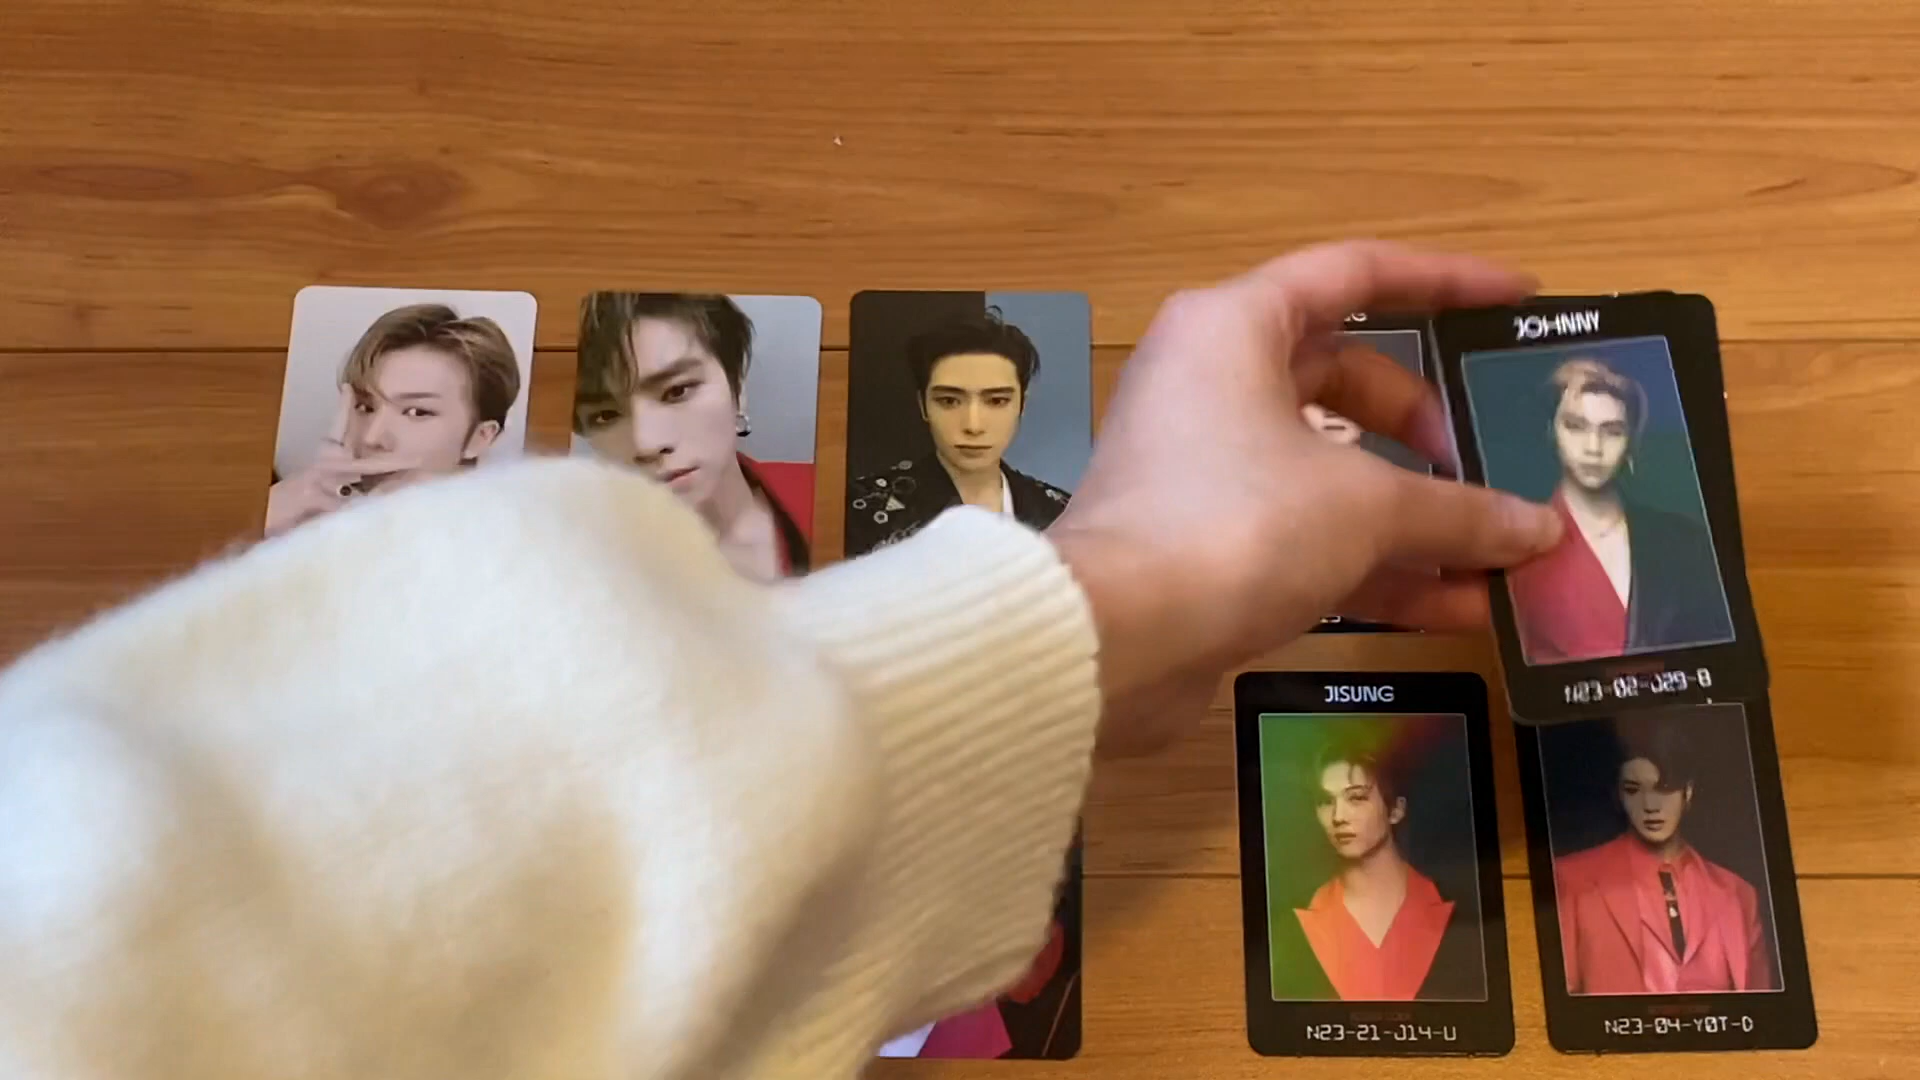 JOHNNY
N23-02-J29-B
JISUNG
N23-21-J14-U
N23-04-Y0T-D